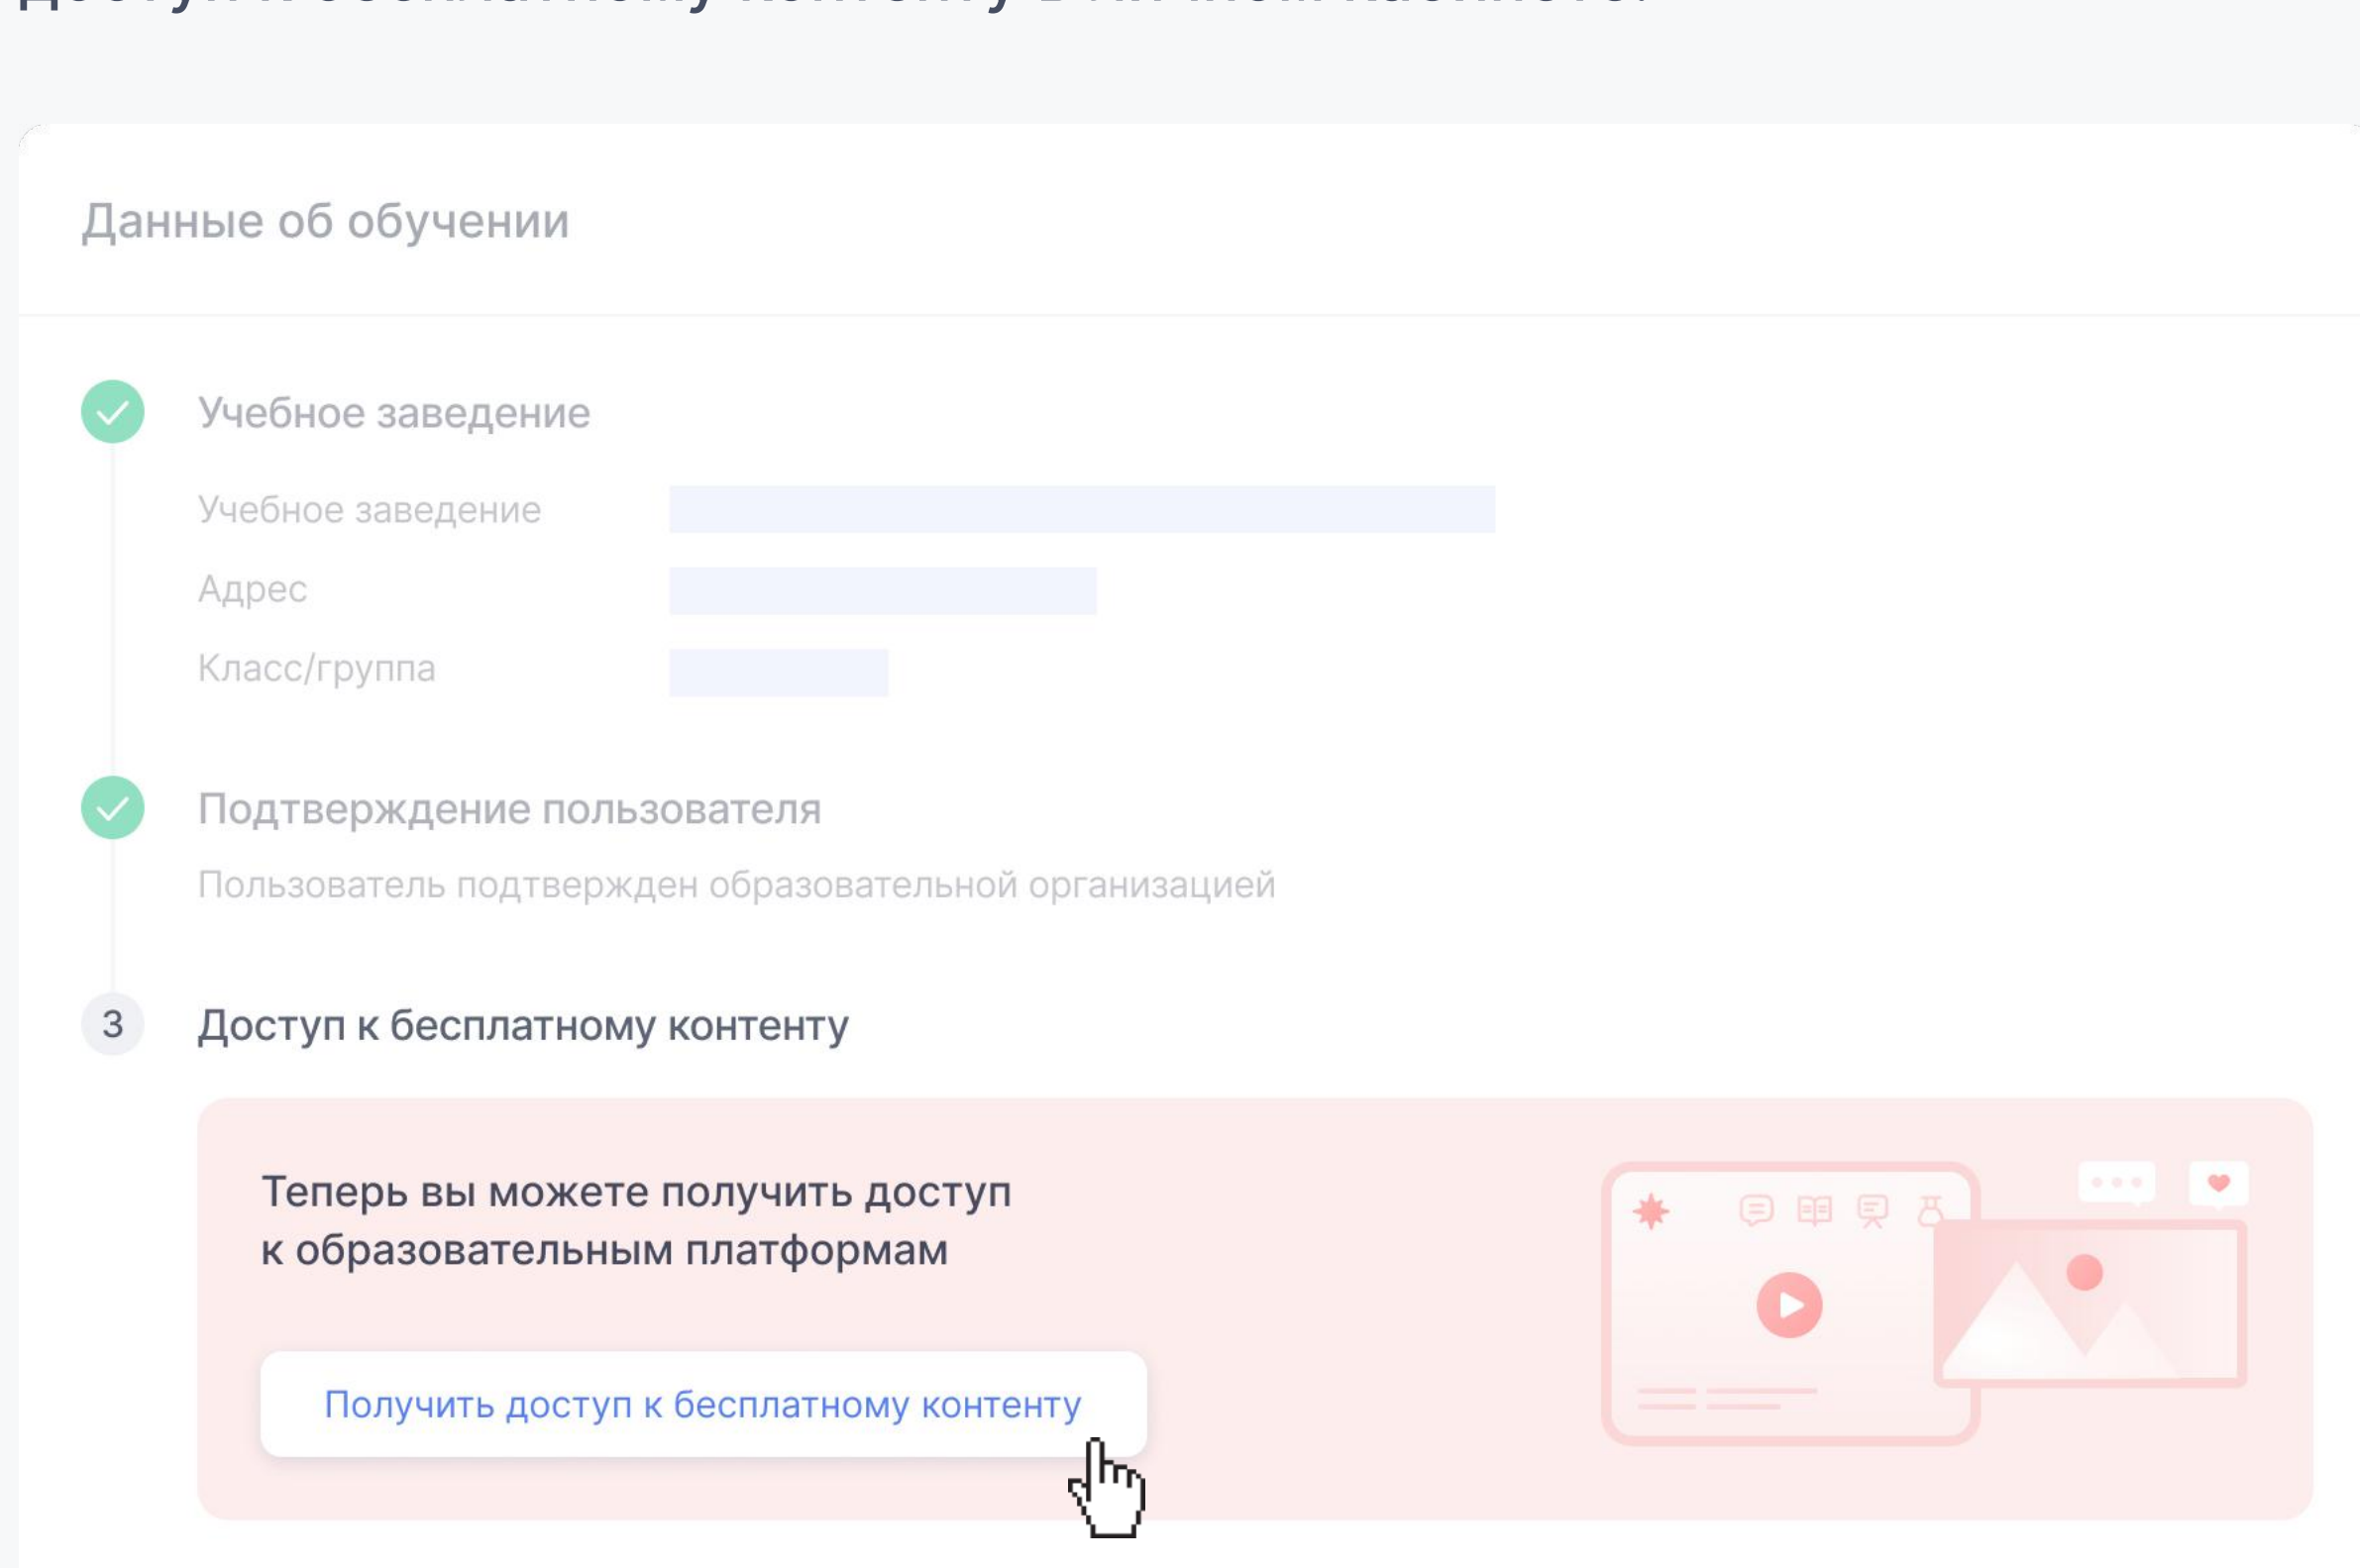 Данные об обучении
Учебное заведение
Учебное заведение
Адрес
Класс/группа
Подтверждение пользователя
Пользователь подтвержден образовательной организацией
3
Доступ к бесплатному контенту
Теперь вы можете получить доступ
к образовательным платформам
Получить доступ к бесплатному контенту